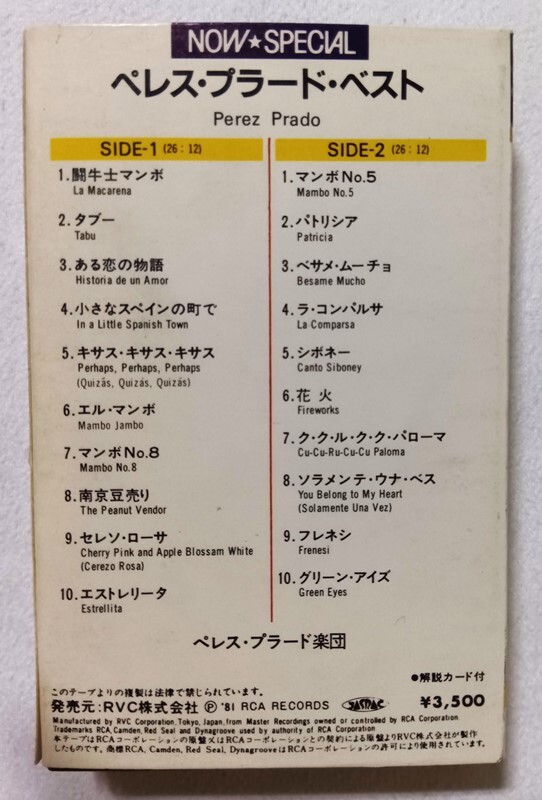 NOW★SPECIAL
ペレス・プラード・ベスト
Perez Prado
SIDE-1 (26:12)
1.闘牛士マンボ
La Macarena
2.タブー
Tabu
3.ある恋の物語
Historia de un Amor
4.小さなスペインの町で
In a Little Spanish Town
5.キサス・キサス・キサス
Perhaps, Perhaps, Perhaps
(Quizás, Quizás, Quizás)
6.エル・マンボ
Mambo Jambo
7.マンボNo.8
Mambo No.8
8.南京豆売り
The Peanut Vendor
9.セレソ・ローサ
Cherry Pink and Apple Blossam White
(Cerezo Rosa)
10.エストレリータ
Estrellita
SIDE-2 (26:12)
1.マンボNo.5
Mambo No.5
2.パトリシア
Patricia
3.ベサメ・ムーチョ
Besame Mucho
4.ラ・コンパルサ
La Comparsa
5.シボネー
Canto Siboney
6.花火
Fireworks
7.ク・ク・ル・ク・ク・パローマ
Cu-Cu-Ru-Cu-Cu Paloma
8.ソラメンテ・ウナ・ベス
You Belong to My Heart
(Solamente Una Vez)
9.フレネシ
Frenesi
10.グリーン・アイズ
Green Eyes
ペレス・プラード楽団
●解説カード付
このテープよりの複製は法律で禁じられています。
発売元:RVC株式会社 Ⓟ '81 RCA RECORDS JASRAC ¥3,500
Manufactured by RVC Corporation, Tokyo, Japan, from Master Recordings owned or controlled by RCA Corporation.
Trademarks RCA, Camden, Red Seal and Dynagroove used by authority of RCA Corporation
本テープはRCAコーポレーションの原盤又はRCAコーポレーションとの契約による原盤よりRVC株式会社が製作
したものです。商標RCA, Camden, Red Seal, DynagrooveはRCAコーポレーションの許可により使用されています。